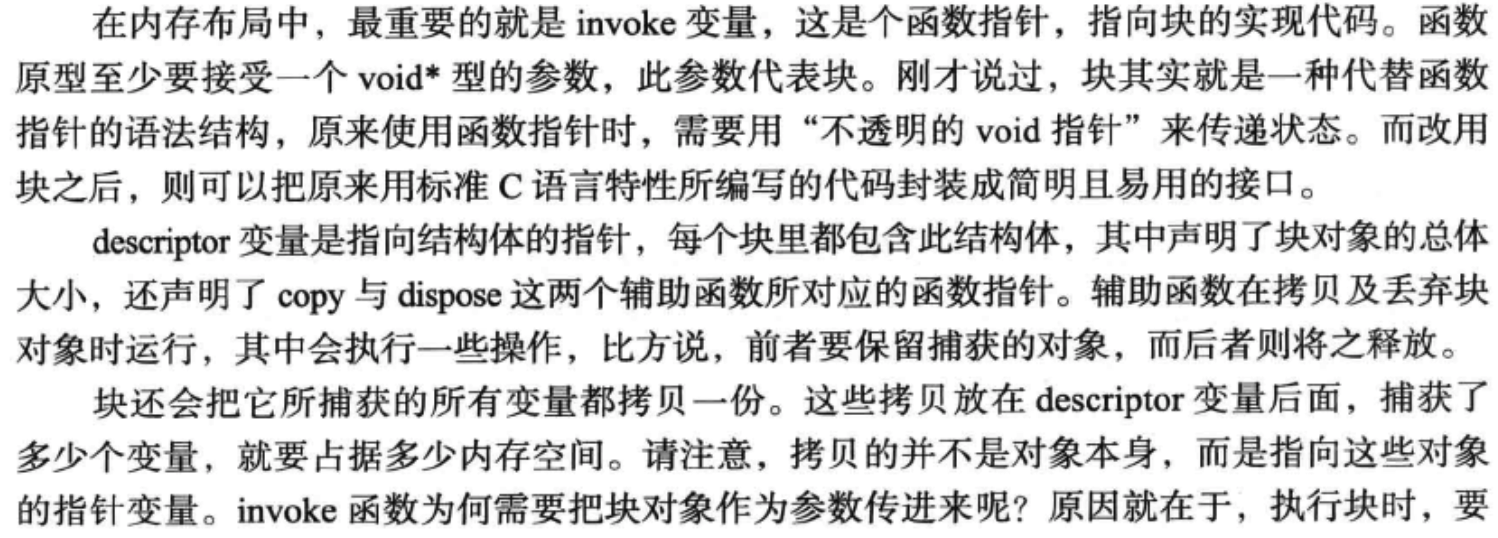 在内存布局中，最重要的就是 invoke 变量，这是个函数指针，指向块的实现代码。函数
原型至少要接受一个 void* 型的参数，此参数代表块。刚才说过，块其实就是一种代替函数
指针的语法结构，原来使用函数指针时，需要用“不透明的 void 指针”来传递状态。而改用
块之后，则可以把原来用标准 C 语言特性所编写的代码封装成简明且易用的接口。
descriptor 变量是指向结构体的指针，每个块里都包含此结构体，其中声明了块对象的总体
大小，还声明了 copy 与 dispose 这两个辅助函数所对应的函数指针。辅助函数在拷贝及丢弃块
对象时运行，其中会执行一些操作，比方说，前者要保留捕获的对象，而后者则将之释放。
块还会把它所捕获的所有变量都拷贝一份。这些拷贝放在 descriptor 变量后面，捕获了
多少个变量，就要占据多少内存空间。请注意，拷贝的并不是对象本身，而是指向这些对象
的指针变量。invoke 函数为何需要把块对象作为参数传进来呢？原因就在于，执行块时，要